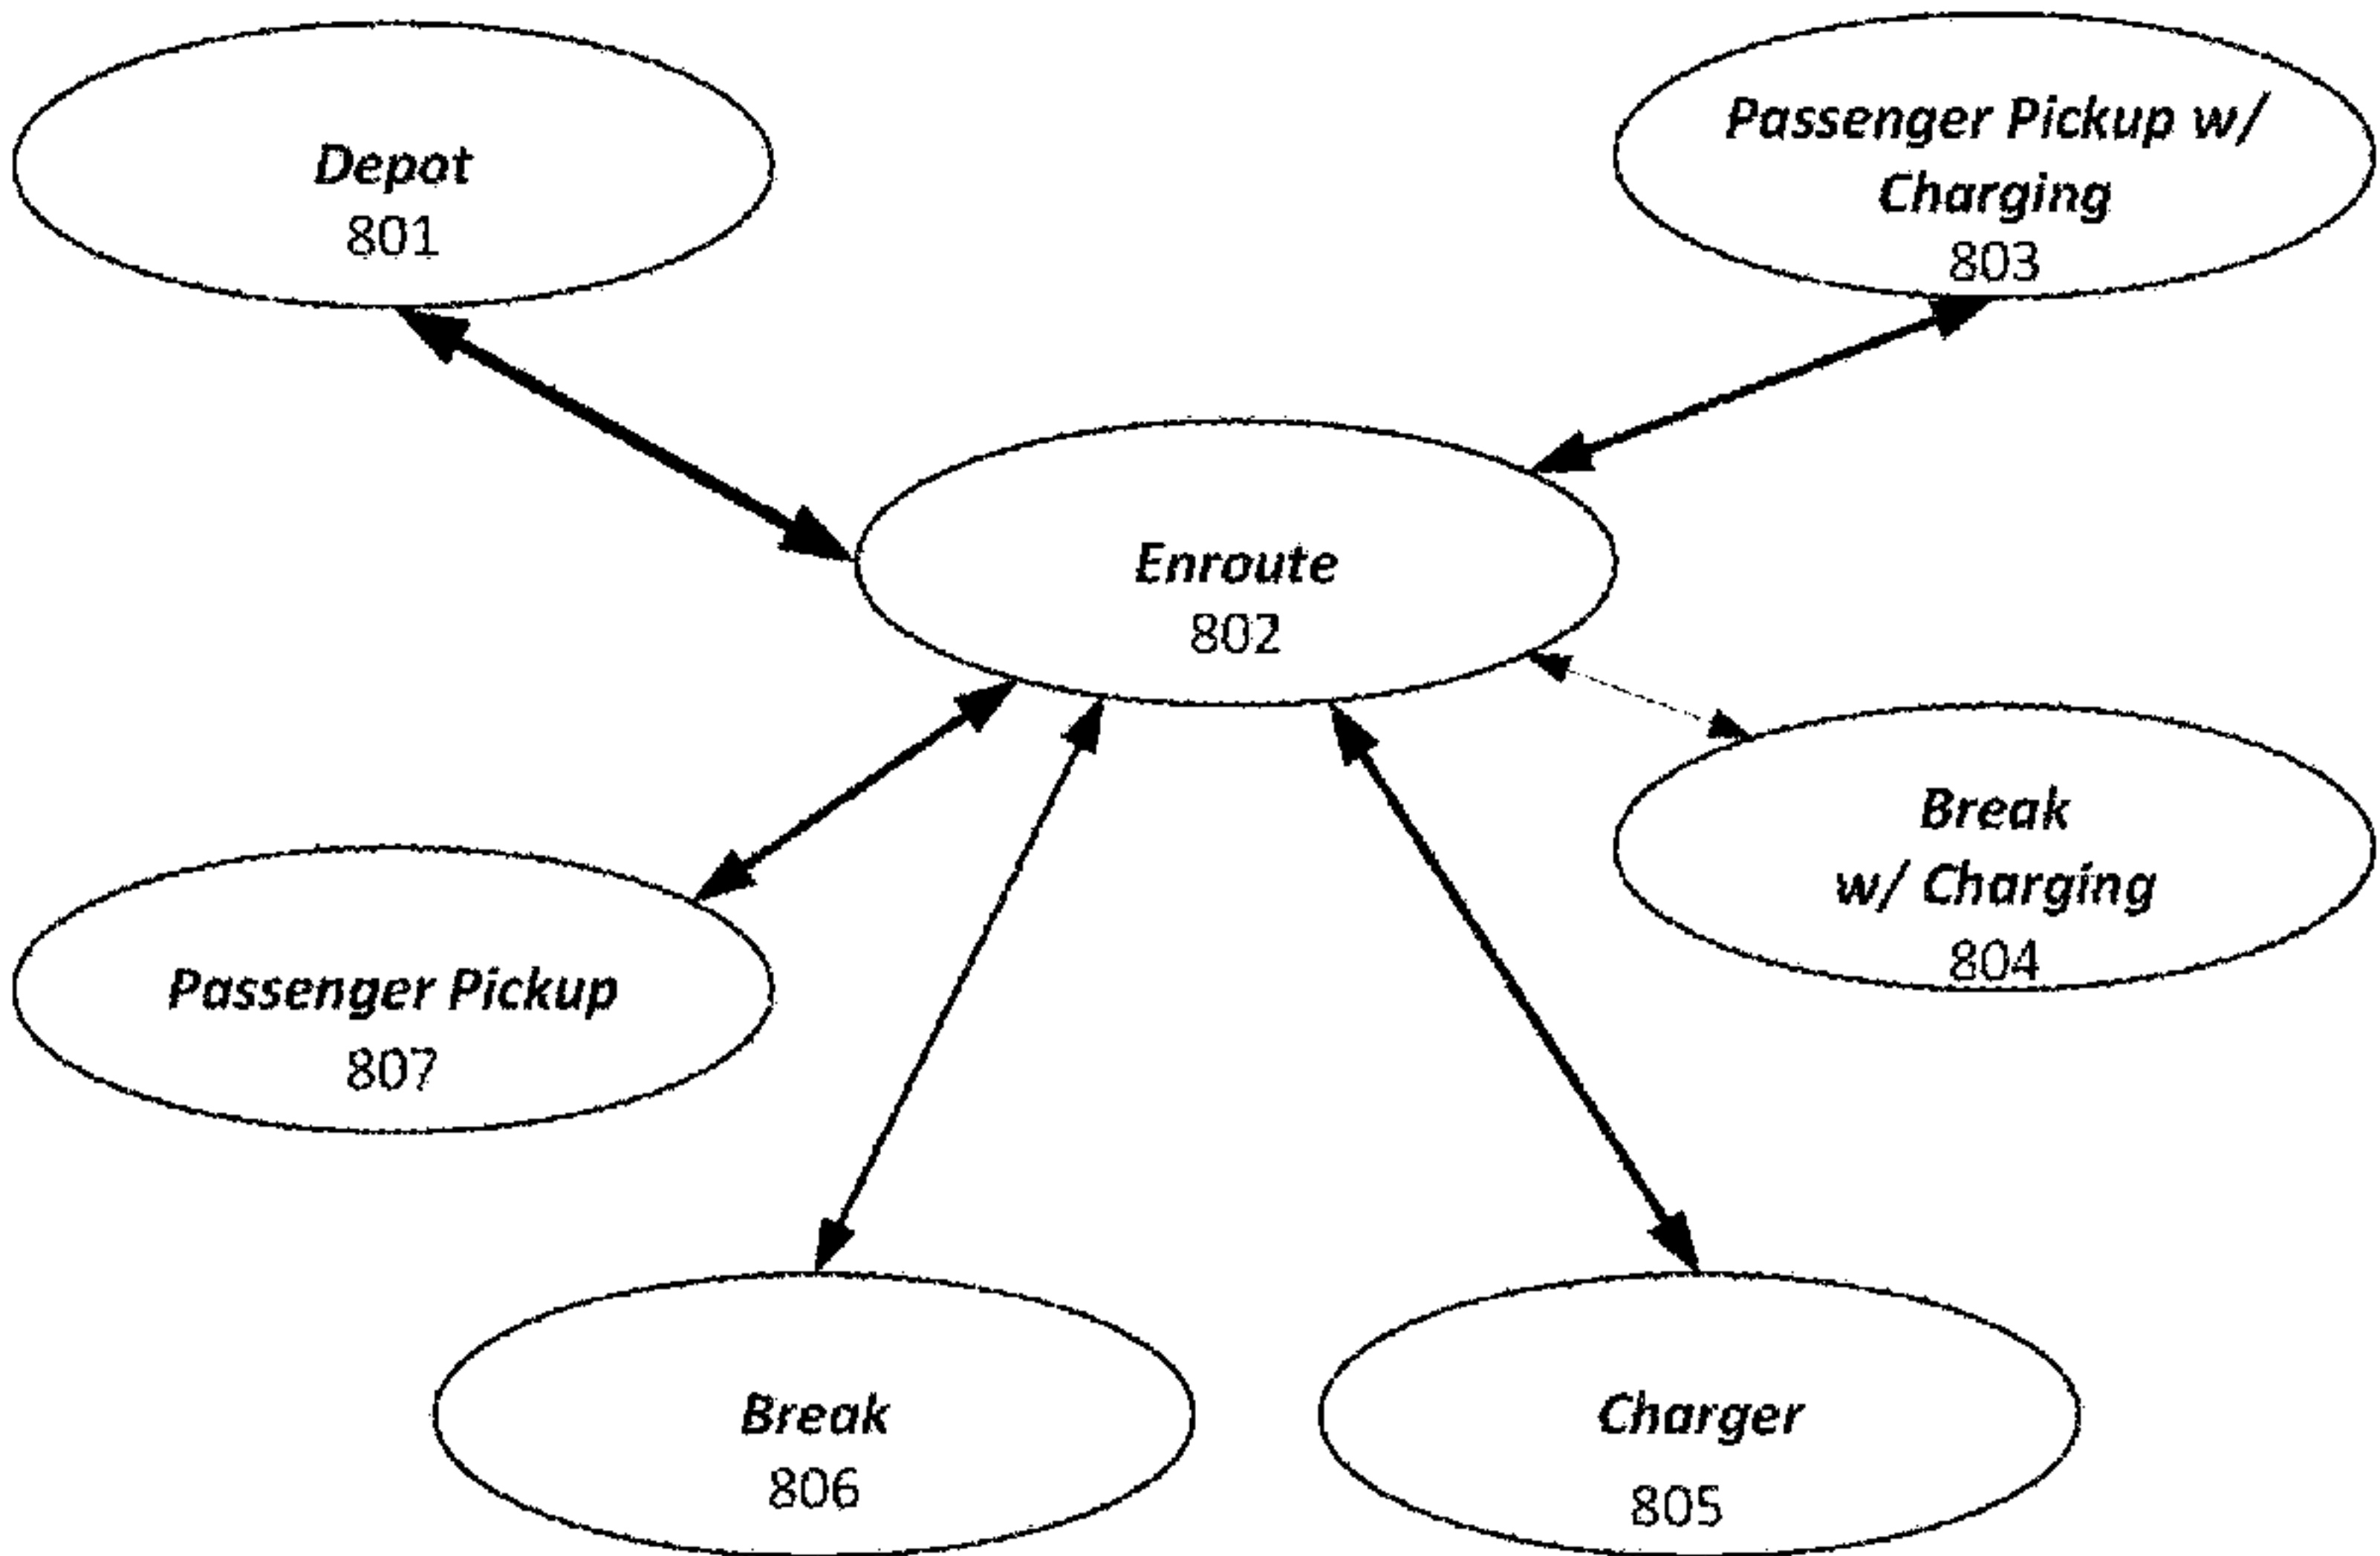 Depot
801
Passenger Pickup w/
Charging
803
Enroute
802
Break
w/ Charging
804
Passenger Pickup
807
Break
806
Charger
805